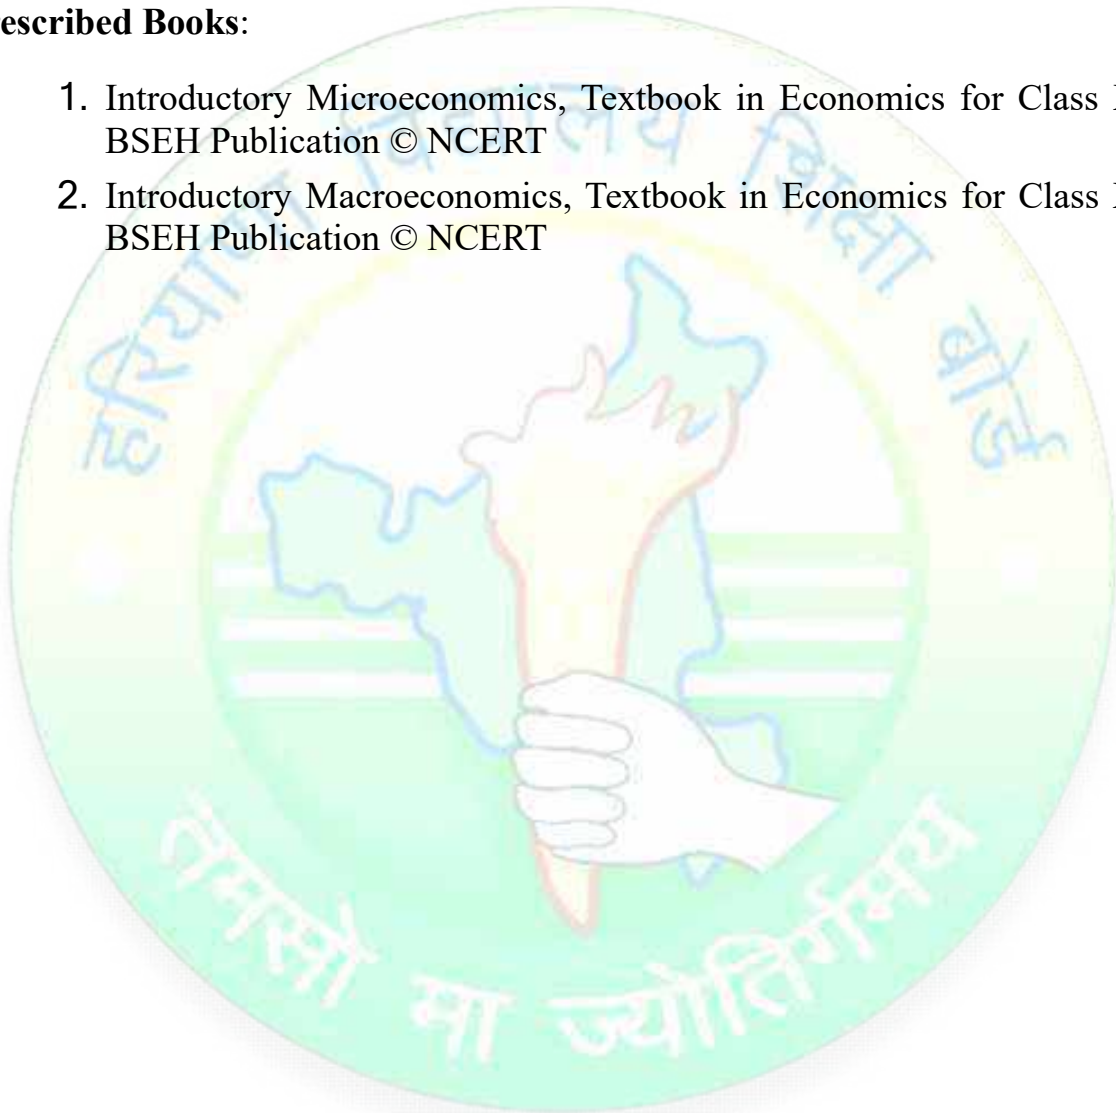 escribed Books:
1. Introductory Microeconomics, Textbook in Economics for Class
BSEH Publication © NCERT
2. Introductory Macroeconomics, Textbook in Economics for Class
BSEH Publication © NCERT
हरियाणा विद्यालय शिक्षा बोर्ड
तमसो मा ज्योतिर्गमय